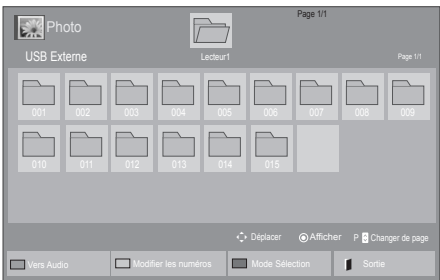 Page 1/1
Photo
USB Externe
Lecteur1
Page 1/1
001 002 003 004 005 006 007 008 009
010 011 012 013 014 015
Déplacer Afficher P Changer de page
Vers Audio Modifier les numéros Mode Sélection Sortie